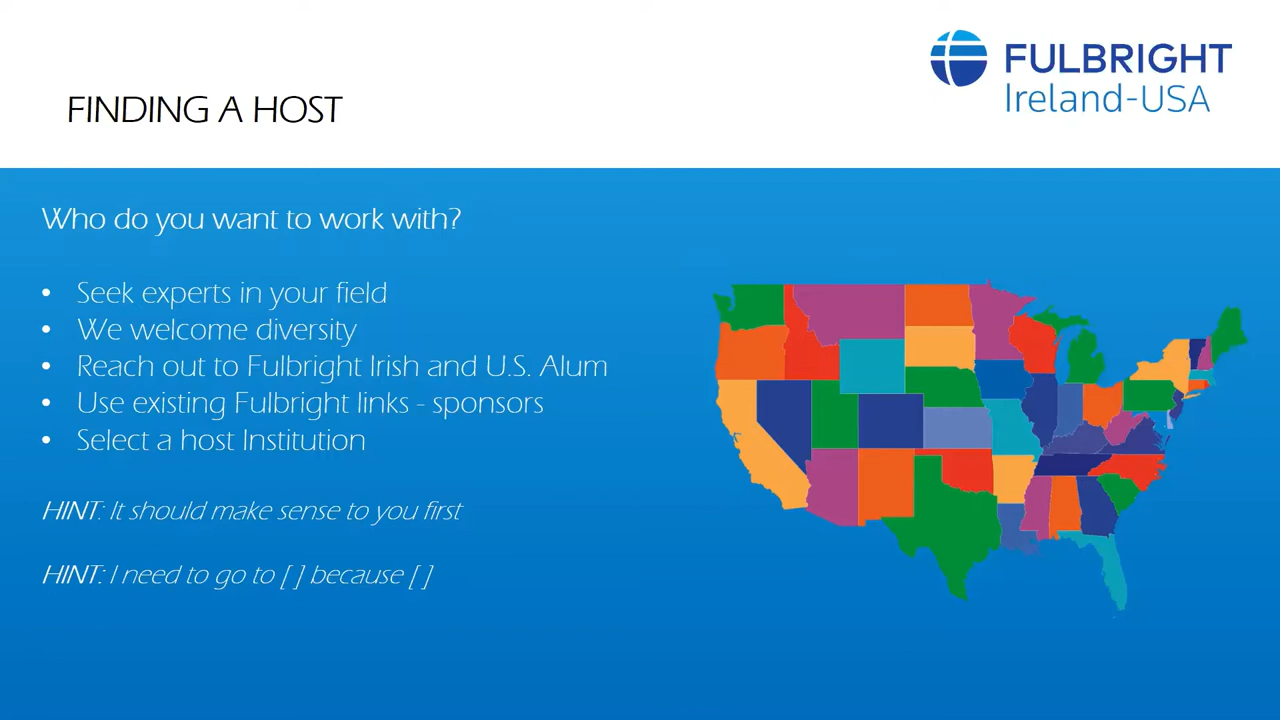 FULBRIGHT
Ireland-USA
FINDING A HOST
Who do you want to work with?
• Seek experts in your field
• We welcome diversity
• Reach out to Fulbright Irish and U.S. Alum
• Use existing Fulbright links - sponsors
• Select a host Institution
HINT: It should make sense to you first
HINT: I need to go to [ ] because [ ]